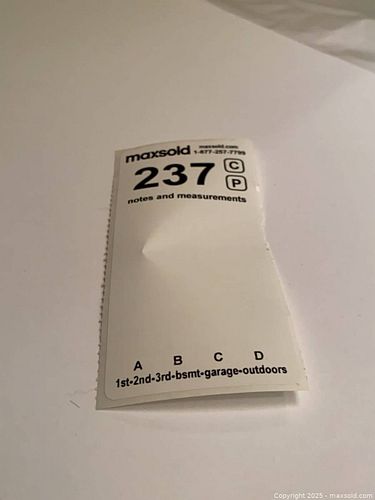 maxsold maxsold.com
1-877-257-7799
237 C
P
notes and measurements
A B C D
1st-2nd-3rd-bsmt-garage-outdoors
Copyright 2025 - maxsold.com